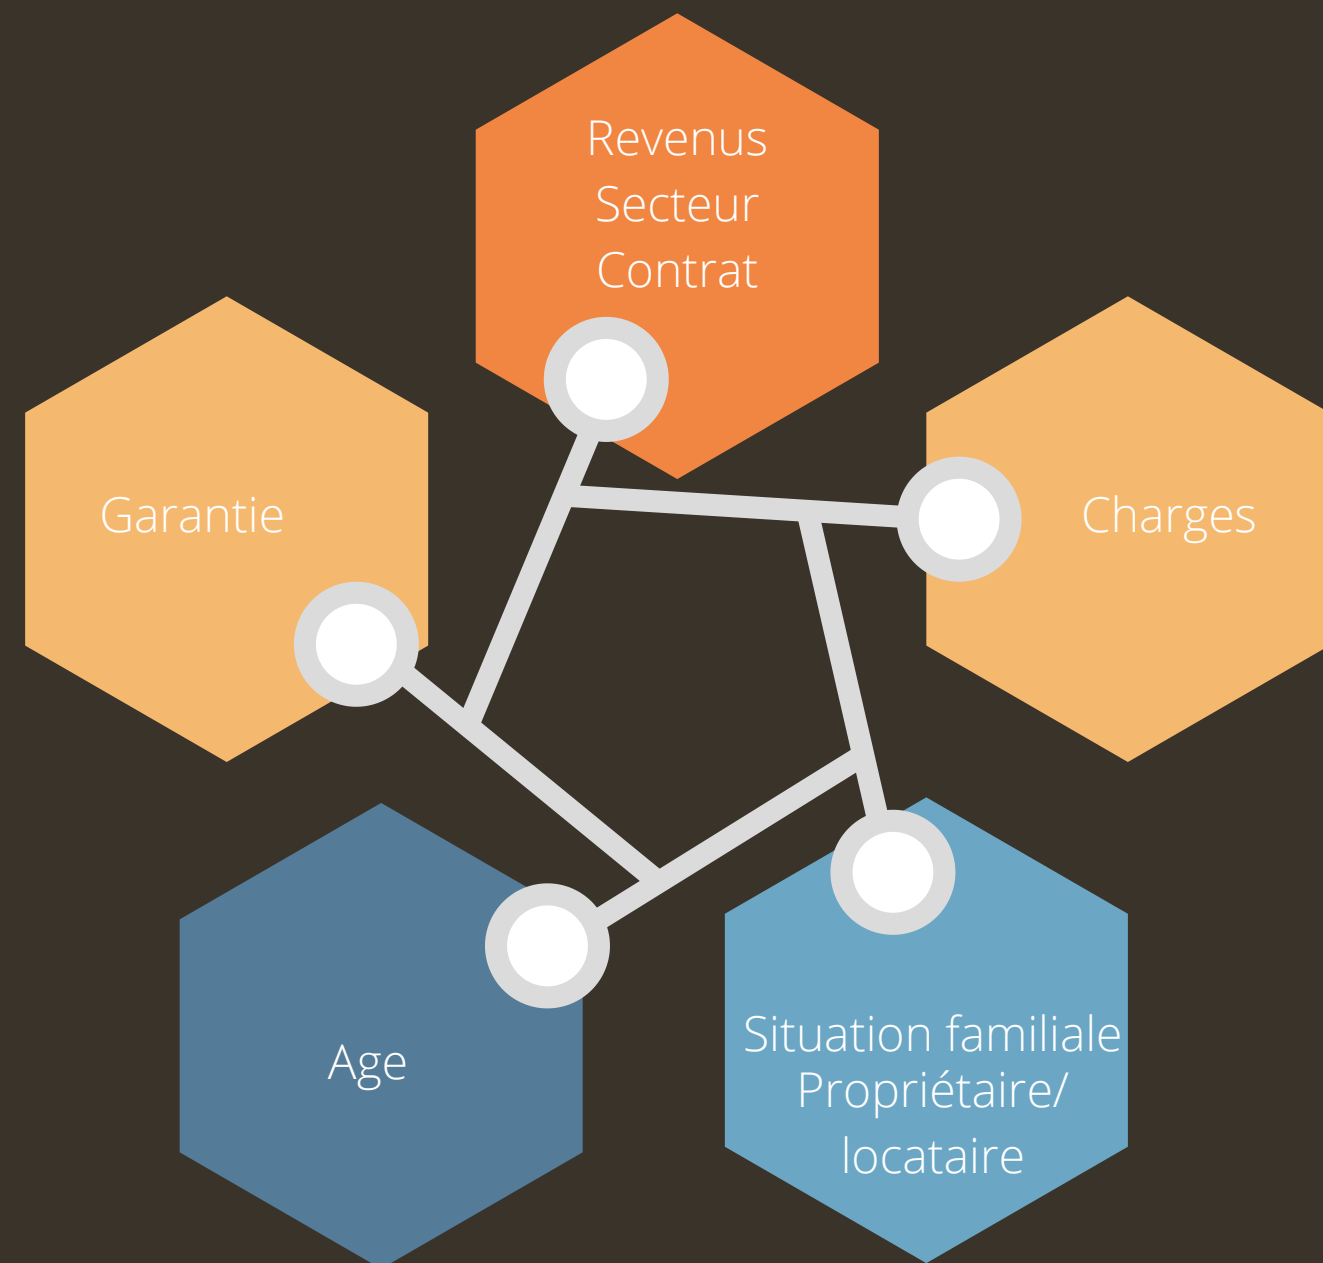 Revenus
Secteur
Contrat
Garantie
Charges
Age
Situation familiale
Propriétaire/
locataire